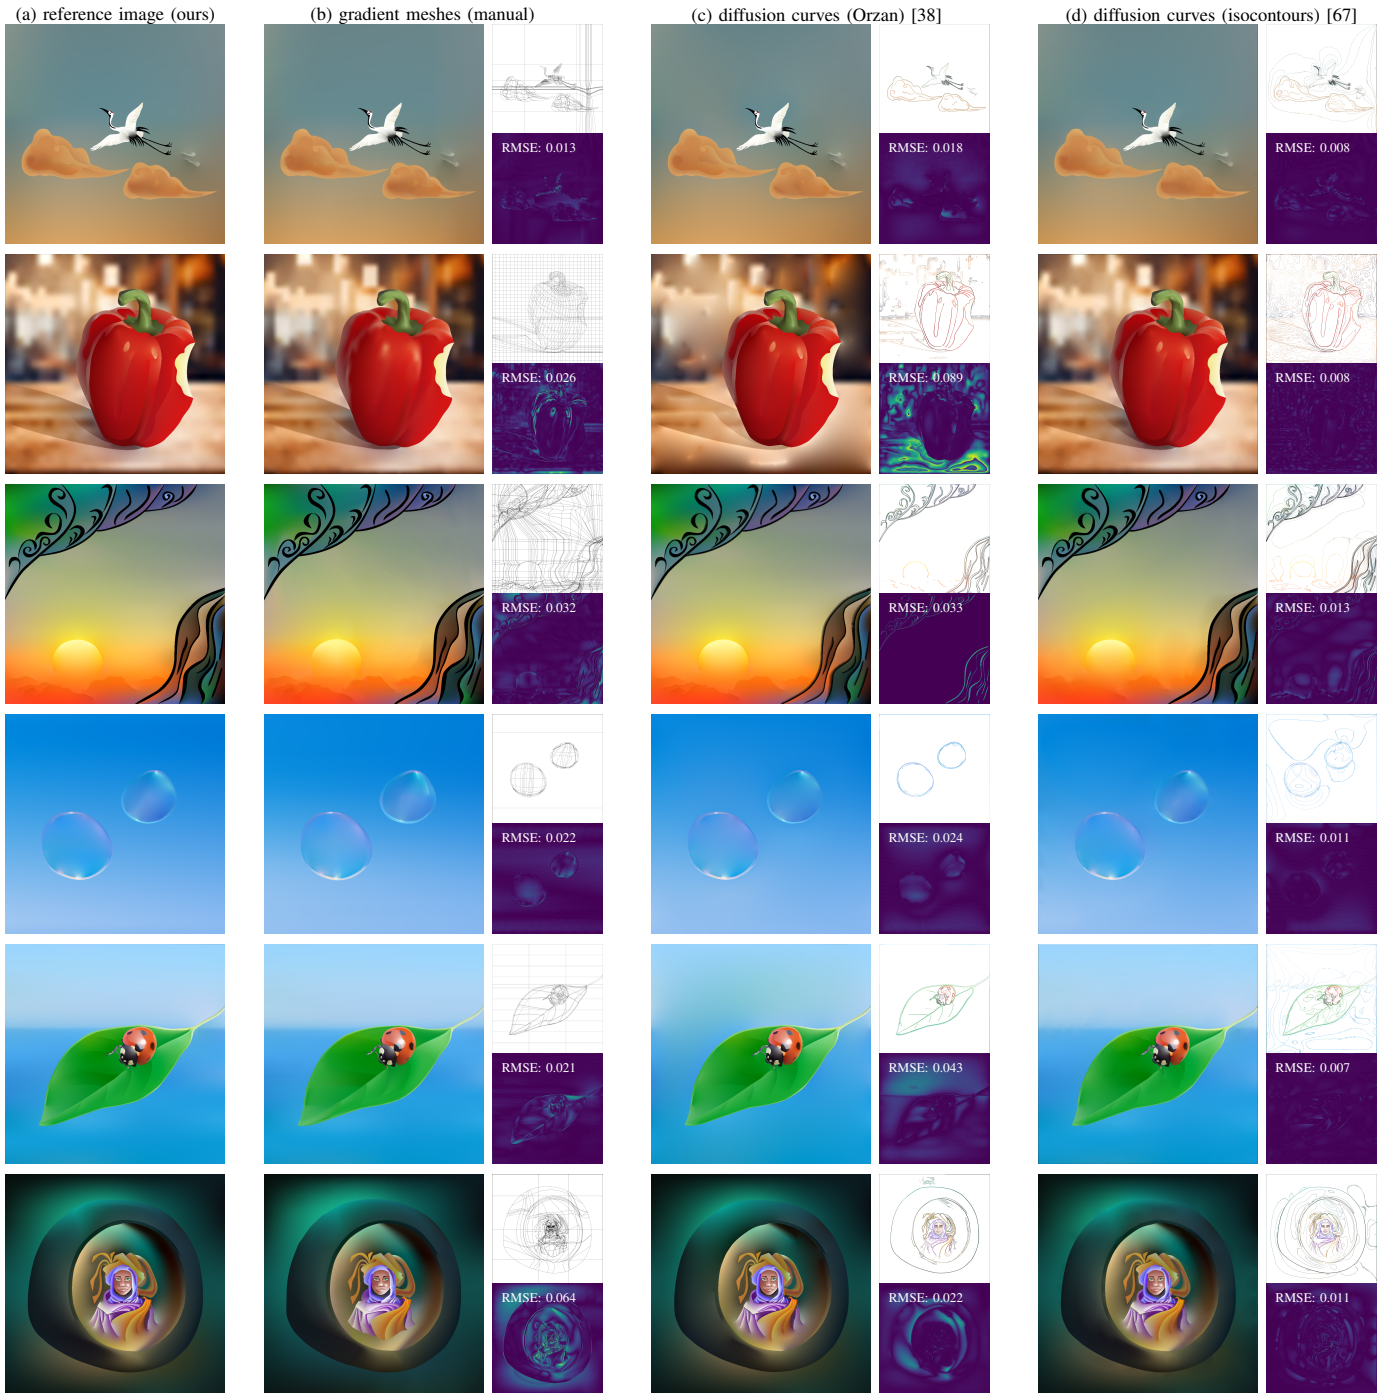 (a) reference image (ours)
(b) gradient meshes (manual)
(c) diffusion curves (Orzan) [38]
(d) diffusion curves (isocontours) [67]
RMSE: 0.013
RMSE: 0.018
RMSE: 0.008
RMSE: 0.026
RMSE: 0.089
RMSE: 0.008
RMSE: 0.032
RMSE: 0.033
RMSE: 0.013
RMSE: 0.022
RMSE: 0.024
RMSE: 0.011
RMSE: 0.021
RMSE: 0.043
RMSE: 0.007
RMSE: 0.064
RMSE: 0.022
RMSE: 0.011